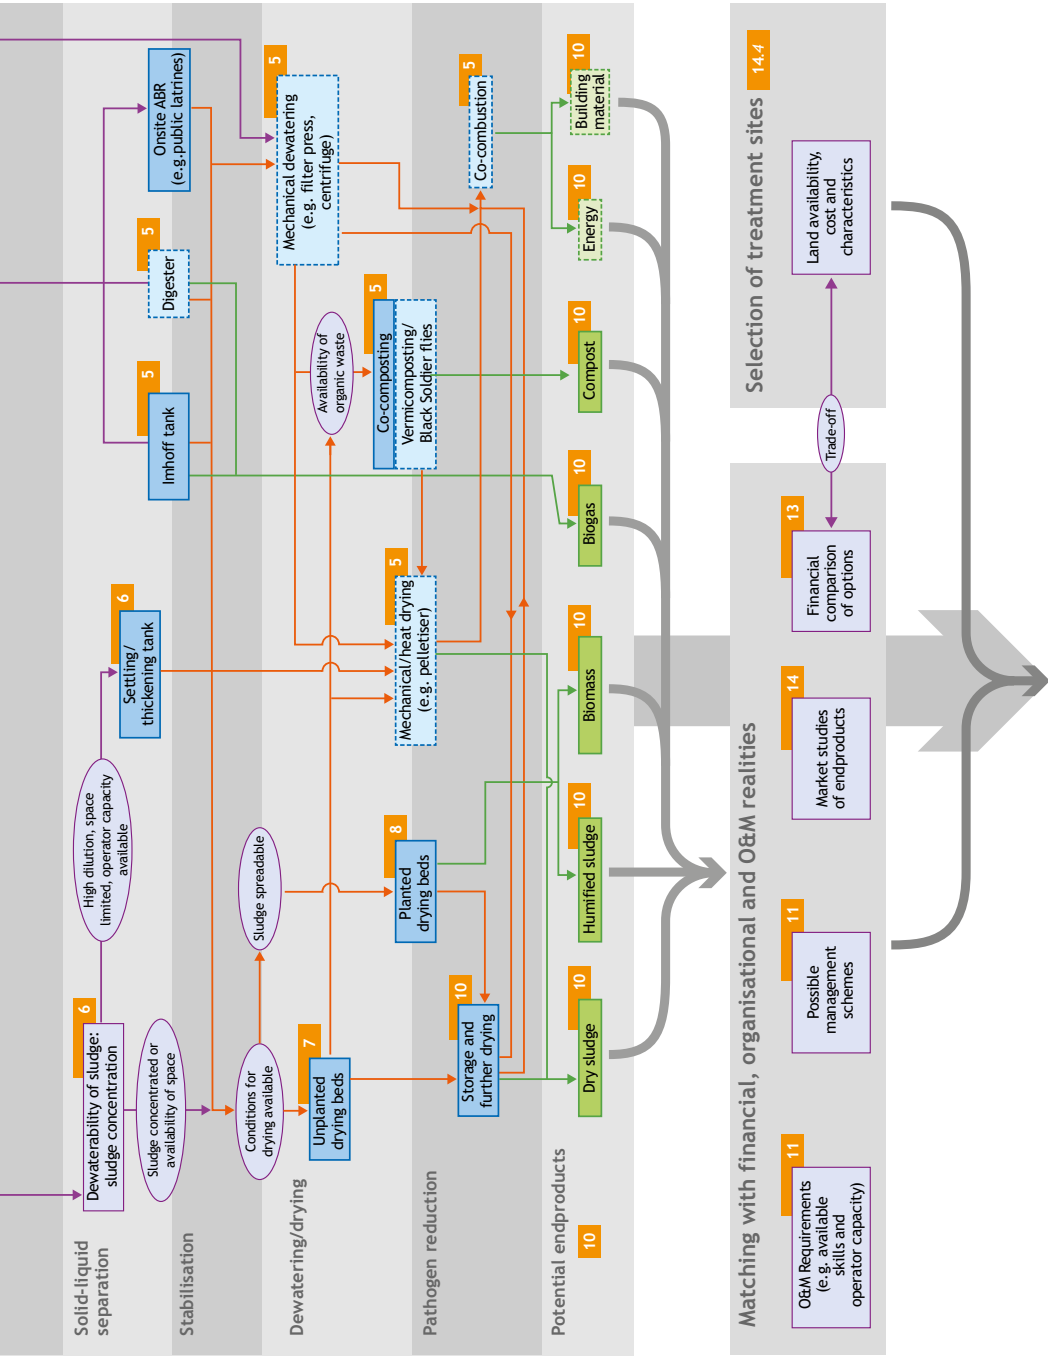 Solid-liquid
separation
Dewaterability of sludge:
sludge concentration
6
High dilution, space
limited, operator capacity
available
Settling/
thickening tank
6
Sludge concentrated or
availability of space
Stabilisation
Imhoff tank
5
Digester
5
Onsite ABR
(e.g.public latrines)
Dewatering/drying
Conditions for
drying available
Sludge spreadable
Unplanted
drying beds
7
Availability of
organic waste
Mechanical dewatering
(e.g. filter press,
centrifuge)
5
Planted
drying beds
8
Mechanical/heat drying
(e.g. pelletiser)
5
Co-composting
5
Vermicomposting/
Black Soldier flies
Pathogen reduction
Storage and
further drying
10
Co-combustion
5
Potential endproducts
10
Dry sludge
10
Humified sludge
10
Biomass
10
Biogas
10
Compost
10
Energy
10
Building
material
10
Matching with financial, organisational and O&M realities
O&M Requirements
(e.g. available
skills and
operator capacity)
11
Possible
management
schemes
11
Market studies
of endproducts
14
Financial
comparison
of options
13
Trade-off
Selection of treatment sites
14.4
Land availability,
cost and
characteristics